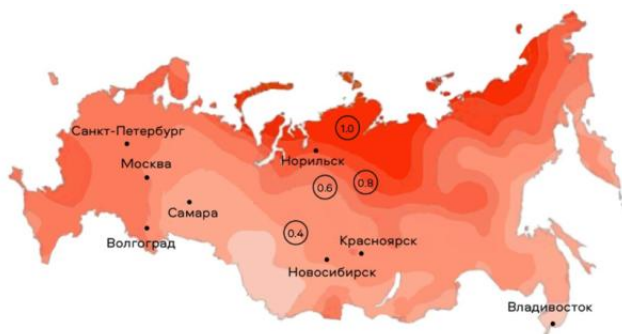 Санкт-Петербург
Москва
Самара
Волгоград
Норильск
1.0
0.8
0.6
0.4
Красноярск
Новосибирск
Владивосток